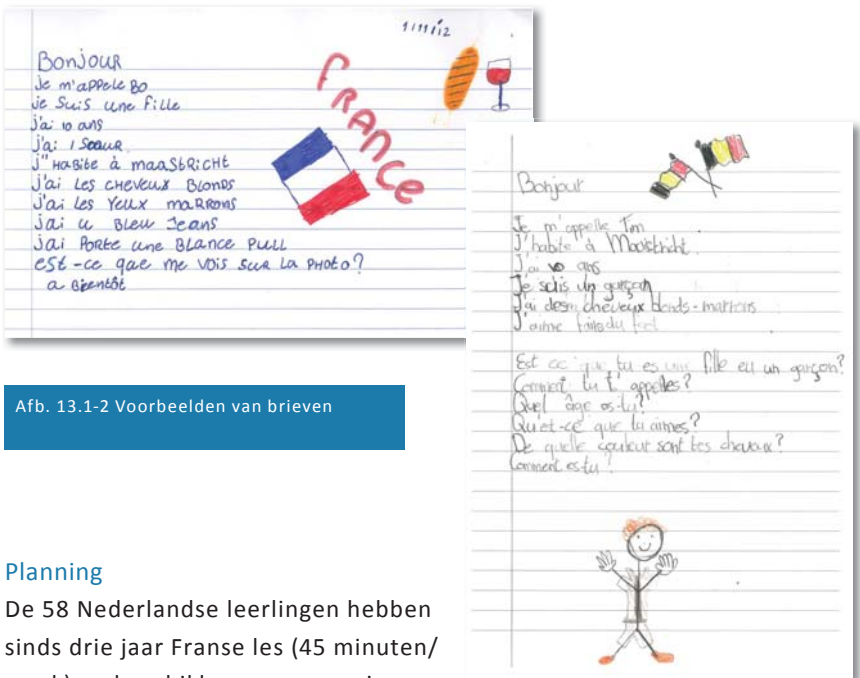 1/11/12
Bonjour
je m'appele Bo
je suis une fille
j'ai 10 ans
j'ai 1 soeur
j'habite à maastricht
j'ai les cheveux blonds
j'ai les yeux marrons
jai u bleu jeans
jai porte une blance pull
est-ce que me vois sur la photo?
a bientôt
FRANCE
Bonjour
Je m'appelle Tim
J'habite à Maastricht
J'ai 10 ans
Je suis un garçon
J'ai des cheveux blonds-marrons
J'aime faire du foot
Est ce que tu es une fille ou un garçon?
Comment tu t'appelles?
Quel âge as-tu?
Qu'et-ce que tu aimes?
De quelle couleur sont tes cheveux?
Comment es-tu?
Afb. 13.1-2 Voorbeelden van brieven
Planning
De 58 Nederlandse leerlingen hebben
sinds drie jaar Franse les (45 minuten/